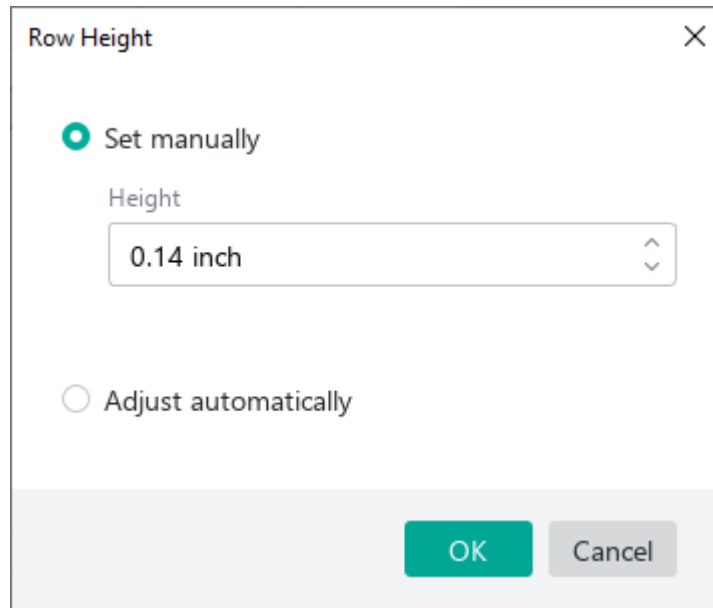 Row Height
Set manually
Height
0.14 inch
Adjust automatically
OK Cancel